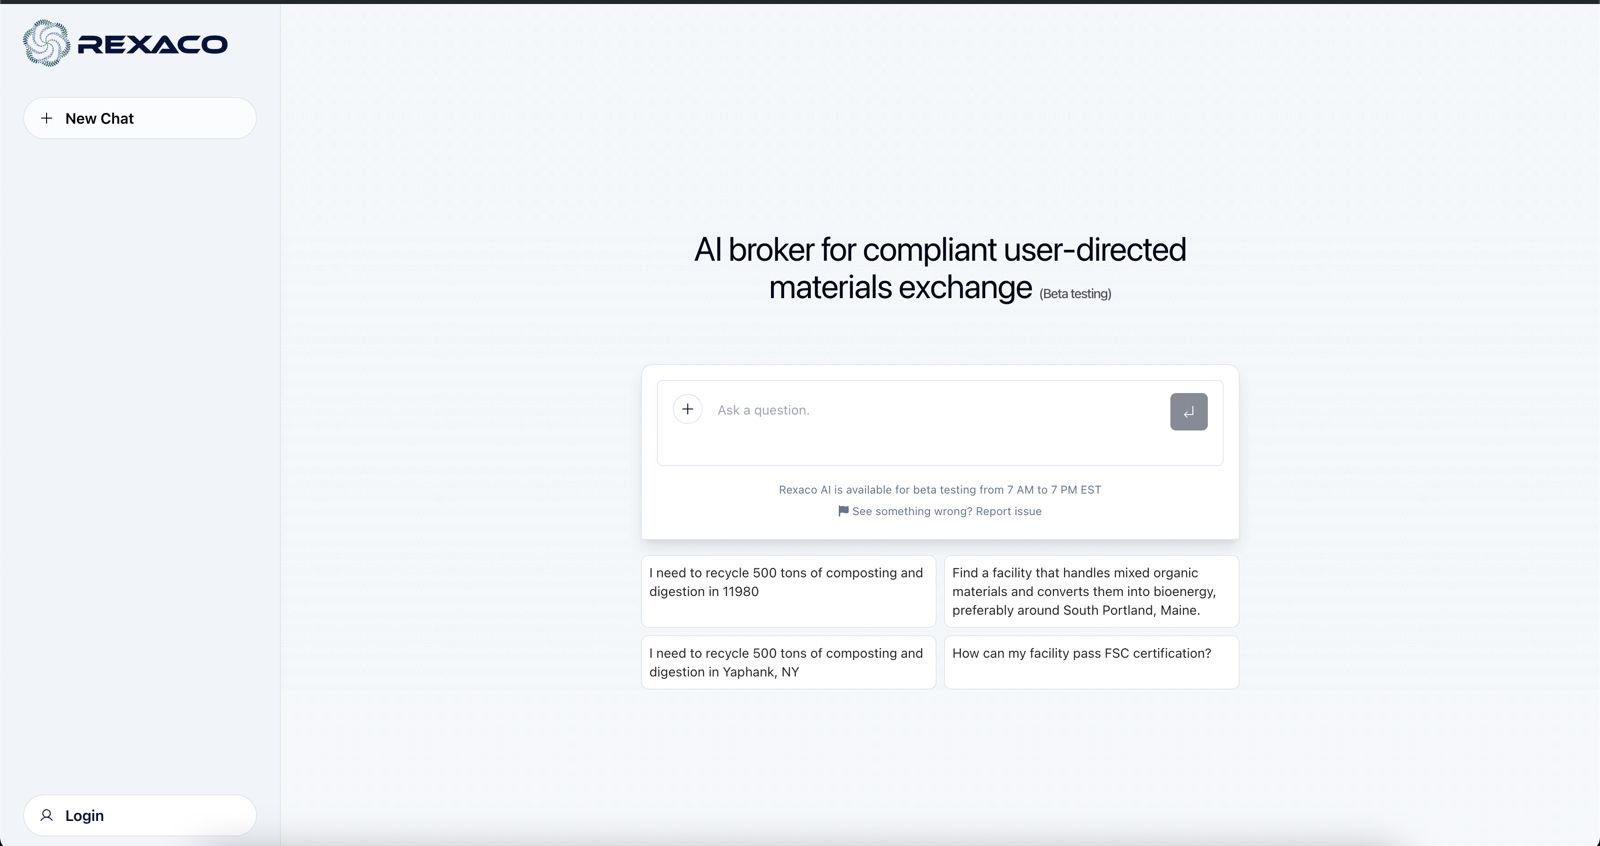 REXACO
New Chat
AI broker for compliant user-directed
materials exchange (Beta testing)
Ask a question.
Rexaco AI is available for beta testing from 7 AM to 7 PM EST
See something wrong? Report issue
I need to recycle 500 tons of composting and
digestion in 11980
Find a facility that handles mixed organic
materials and converts them into bioenergy,
preferably around South Portland, Maine.
I need to recycle 500 tons of composting and
digestion in Yaphank, NY
How can my facility pass FSC certification?
Login